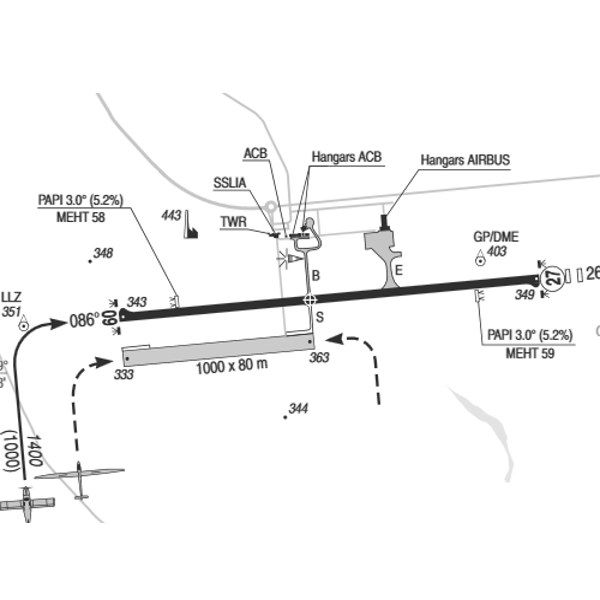 ACB
Hangars ACB
Hangars AIRBUS
SSLIA
PAPI 3.0° (5.2%)
MEHT 58
443
TWR
GP/DME
403
348
B
E
27
26
LLZ
351
343
349
086°
09
S
PAPI 3.0° (5.2%)
MEHT 59
333
1000 x 80 m
363
344
1400
(1000)